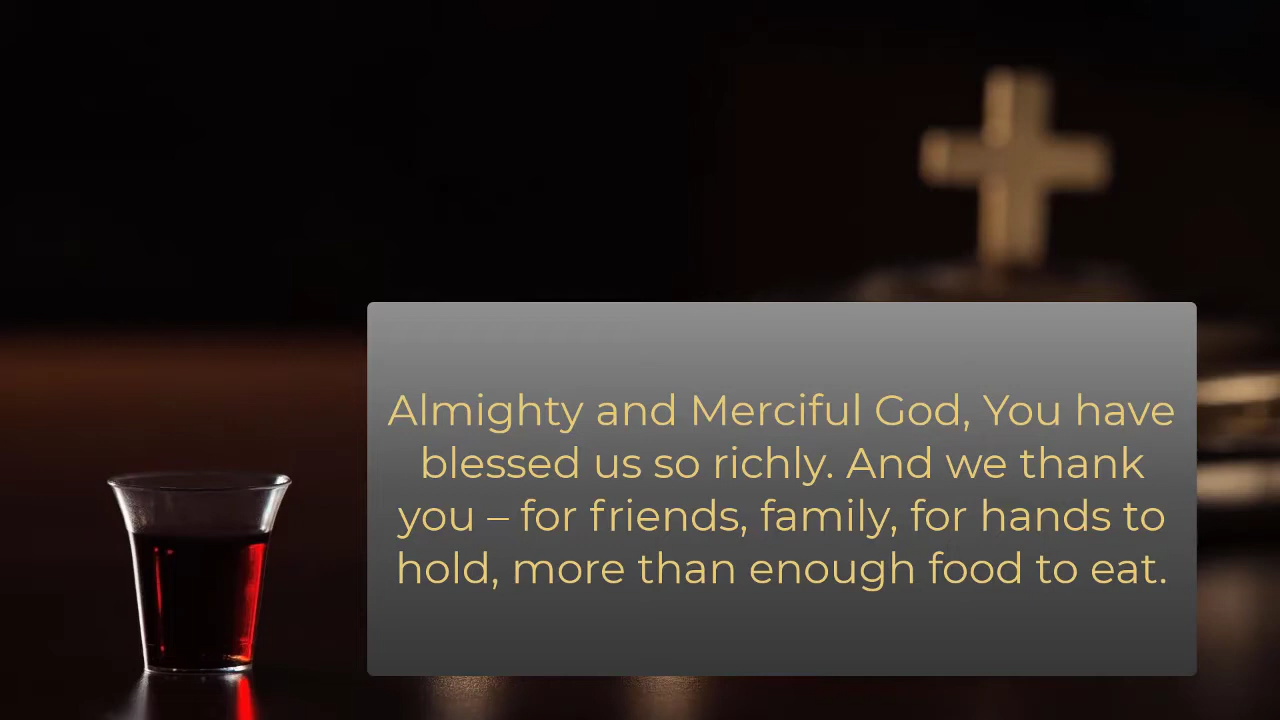 Almighty and Merciful God, You have
blessed us so richly. And we thank
you – for friends, family, for hands to
hold, more than enough food to eat.